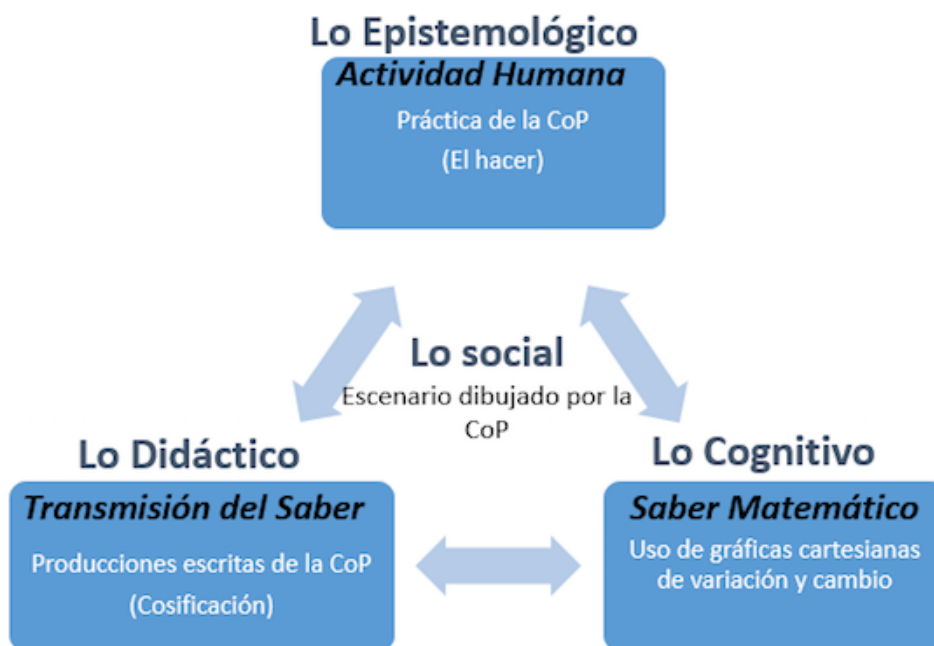 Lo Epistemológico
Actividad Humana
Práctica de la CoP
(El hacer)
Lo social
Escenario dibujado por la
CoP
Lo Didáctico
Transmisión del Saber
Producciones escritas de la CoP
(Cosificación)
Lo Cognitivo
Saber Matemático
Uso de gráficas cartesianas
de variación y cambio